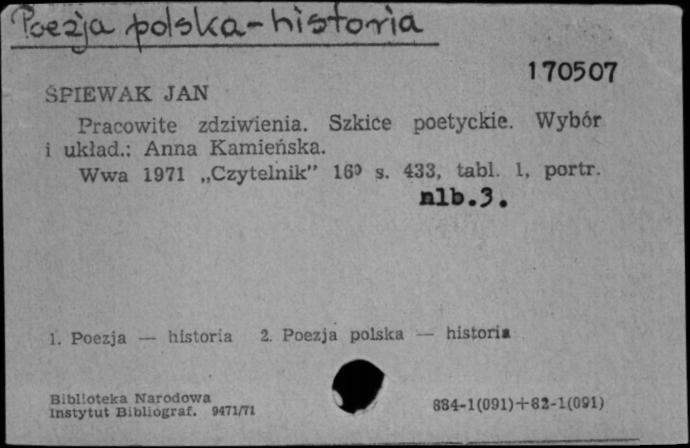 Poezja polska - historia
170507
ŚPIEWAK JAN
Pracowite zdziwienia. Szkice poetyckie. Wybór
i układ.: Anna Kamieńska.
Wwa 1971 „Czytelnik" 16⁰ s. 433, tabl. 1, portr.
nlb.3.
1. Poezja — historia 2. Poezja polska — historia
Biblioteka Narodowa
Instytut Bibliograf. 9471/71
884-1(091)+82-1(091)